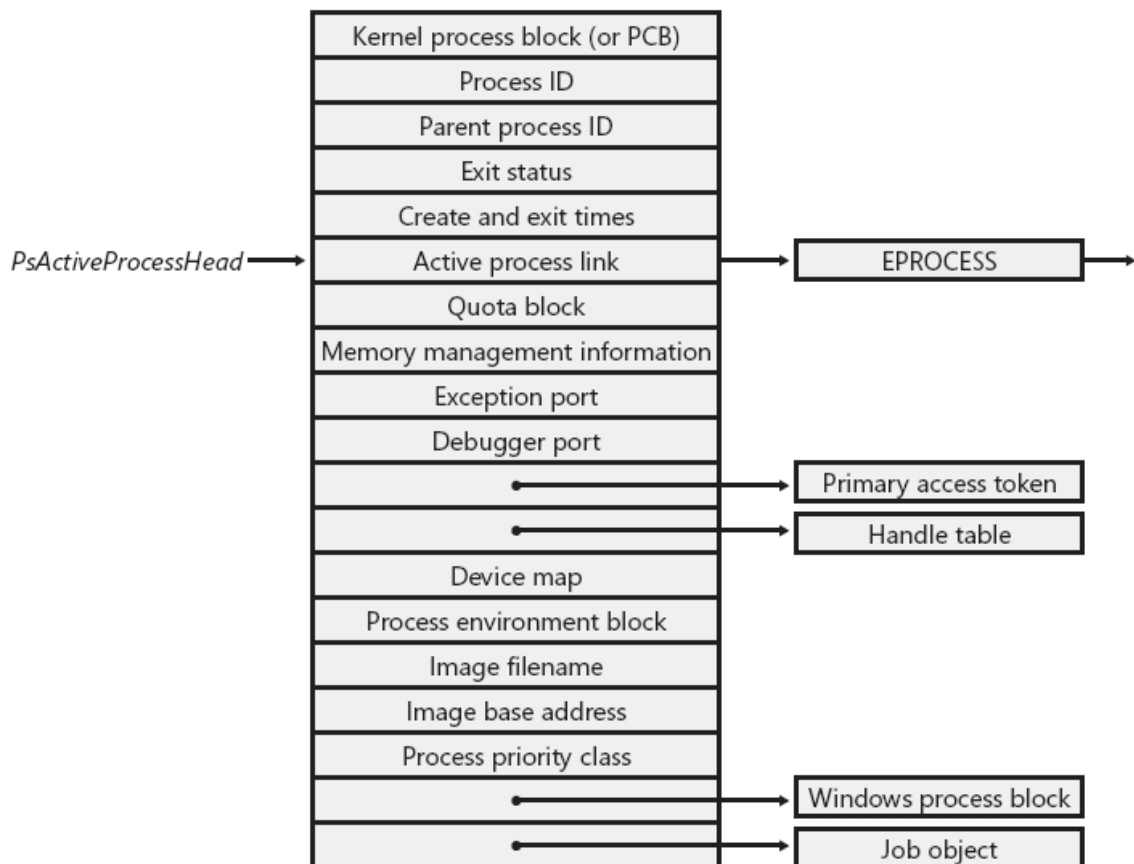 Kernel process block (or PCB)
Process ID
Parent process ID
Exit status
Create and exit times
PsActiveProcessHead
Active process link
EPROCESS
Quota block
Memory management information
Exception port
Debugger port
Primary access token
Handle table
Device map
Process environment block
Image filename
Image base address
Process priority class
Windows process block
Job object